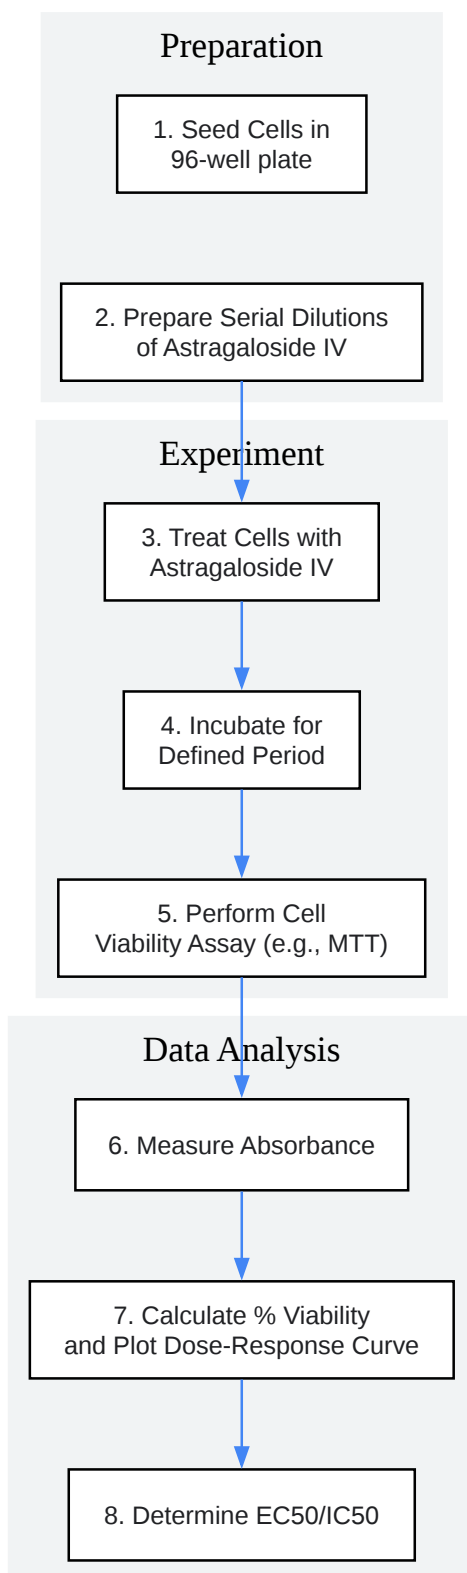 Preparation
1. Seed Cells in
96-well plate
2. Prepare Serial Dilutions
of Astragaloside IV
Experiment
3. Treat Cells with
Astragaloside IV
4. Incubate for
Defined Period
5. Perform Cell
Viability Assay (e.g., MTT)
Data Analysis
6. Measure Absorbance
7. Calculate % Viability
and Plot Dose-Response Curve
8. Determine EC50/IC50